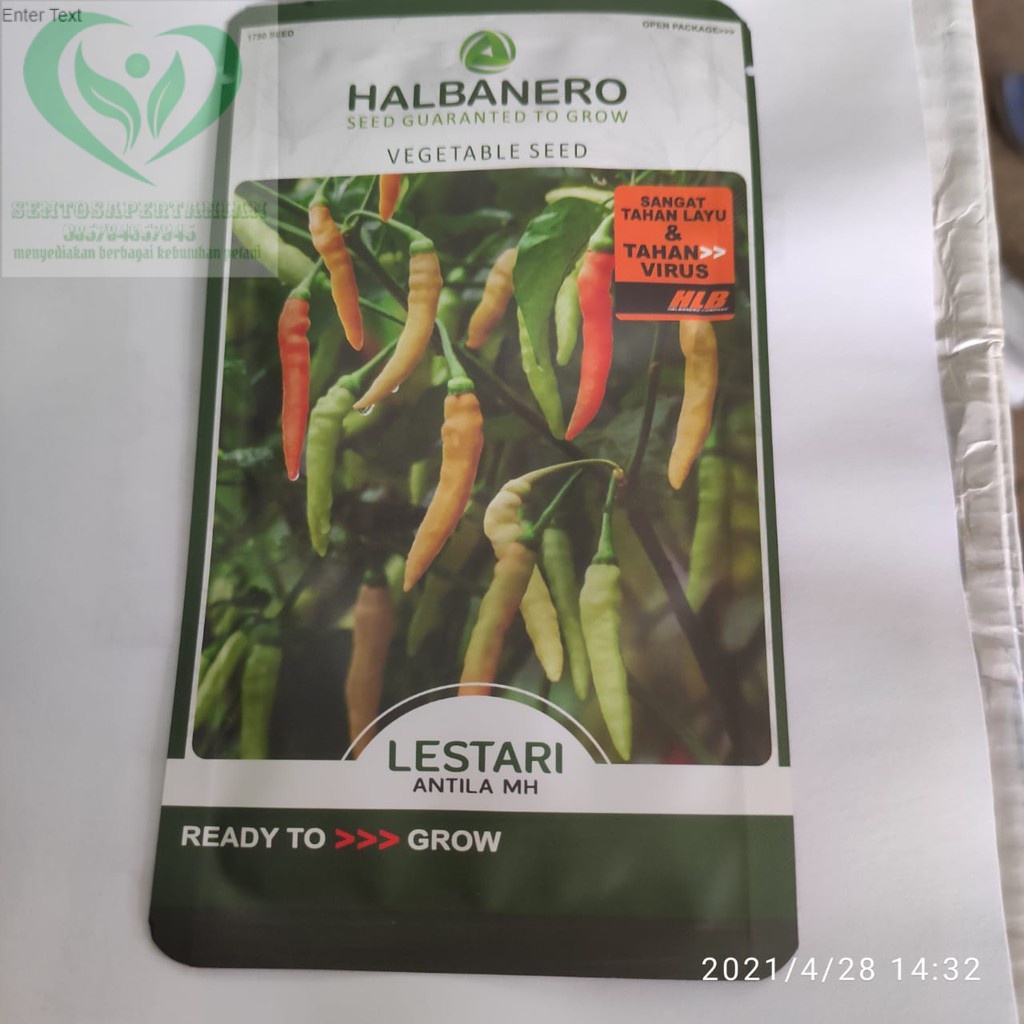 Enter Text
1750 SEED
OPEN PACKAGE>>>
HALBANERO
SEED GUARANTED TO GROW
VEGETABLE SEED
SENTOSAPERTANIAN
menyediakan berbagai kebutuhan petani
SANGAT
TAHAN LAYU
&
TAHAN>>
VIRUS
HLB
LESTARI
ANTILA MH
READY TO >>> GROW
2021/4/28 14:32